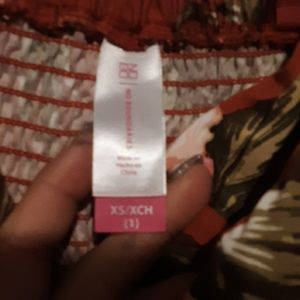 NO BOUNDARIES
Made in
Hecho en
China
XS/XCH
(1)